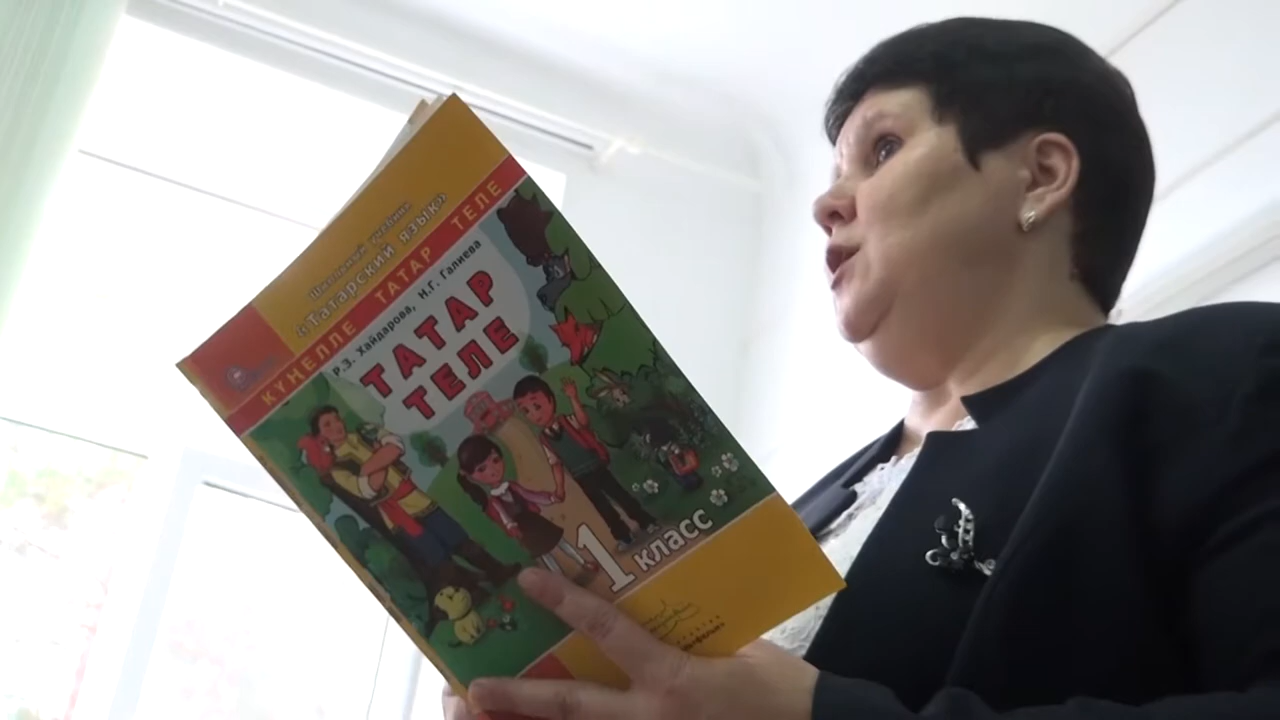 Школьный учебник
«Татарский язык»
КҮҢЕЛЛЕ ТАТАР ТЕЛЕ
Р.З. Хайдарова, Н.Г. Галиева
ТАТАР
ТЕЛЕ
1 класс